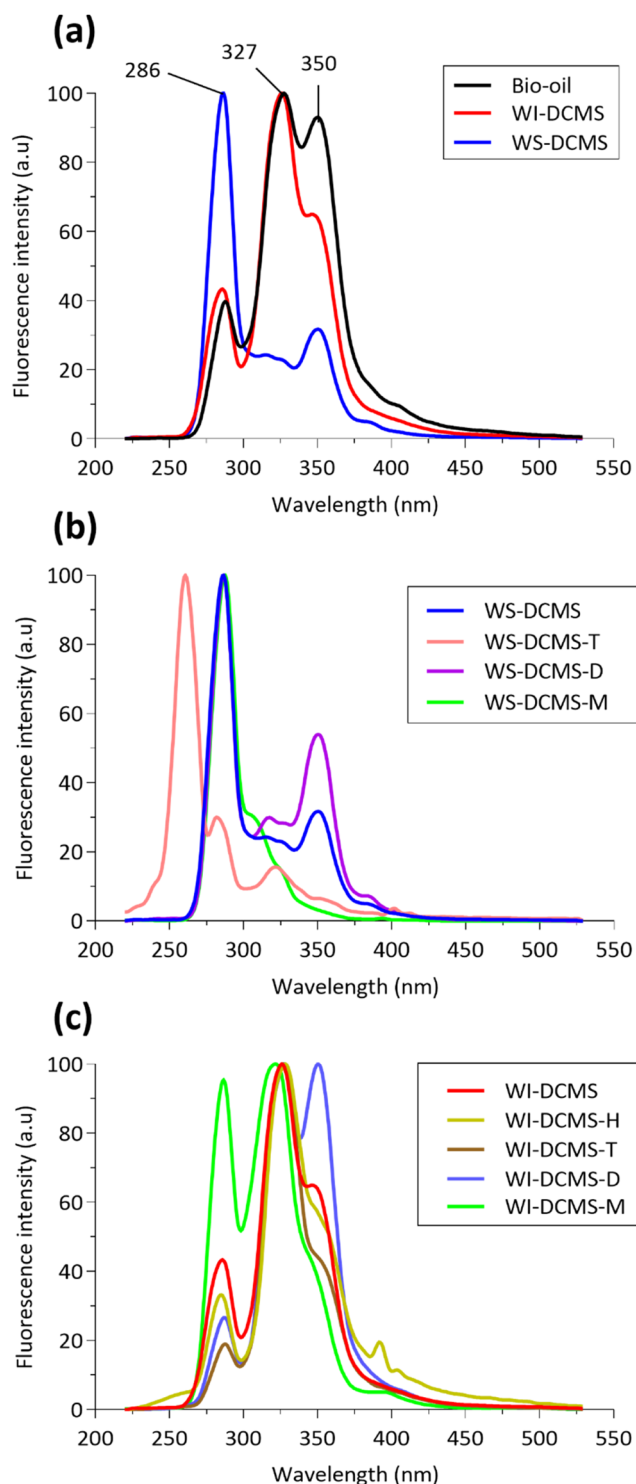 (a)
286
327
350
Bio-oil
WI-DCMS
WS-DCMS
Fluorescence intensity (a.u)
100
80
60
40
20
0
200 250 300 350 400 450 500 550
Wavelength (nm)
(b)
WS-DCMS
WS-DCMS-T
WS-DCMS-D
WS-DCMS-M
Fluorescence intensity (a.u)
100
80
60
40
20
0
200 250 300 350 400 450 500 550
Wavelength (nm)
(c)
WI-DCMS
WI-DCMS-H
WI-DCMS-T
WI-DCMS-D
WI-DCMS-M
Fluorescence intensity (a.u)
100
80
60
40
20
0
200 250 300 350 400 450 500 550
Wavelength (nm)